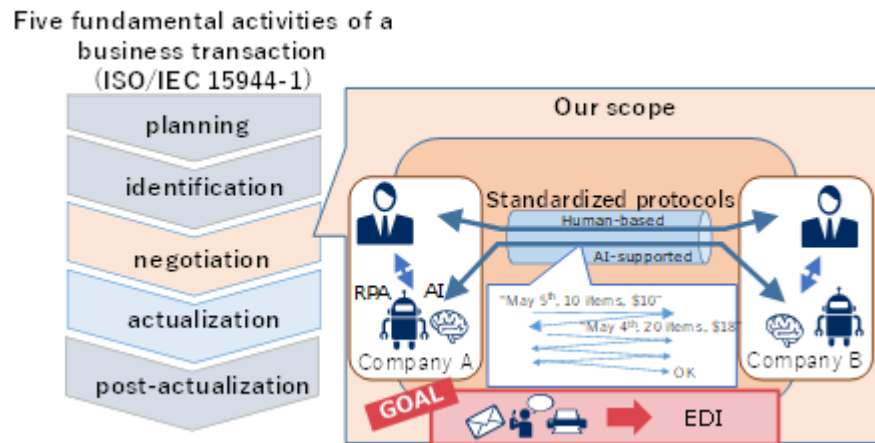 Five fundamental activities of a
business transaction
(ISO/IEC 15944-1)
planning
identification
negotiation
actualization
post-actualization
Our scope
Standardized protocols
Human-based
AI-supported
RPA
AI
"May 5th, 10 items, $10"
"May 4th, 20 items, $18"
OK
Company A
Company B
GOAL
EDI